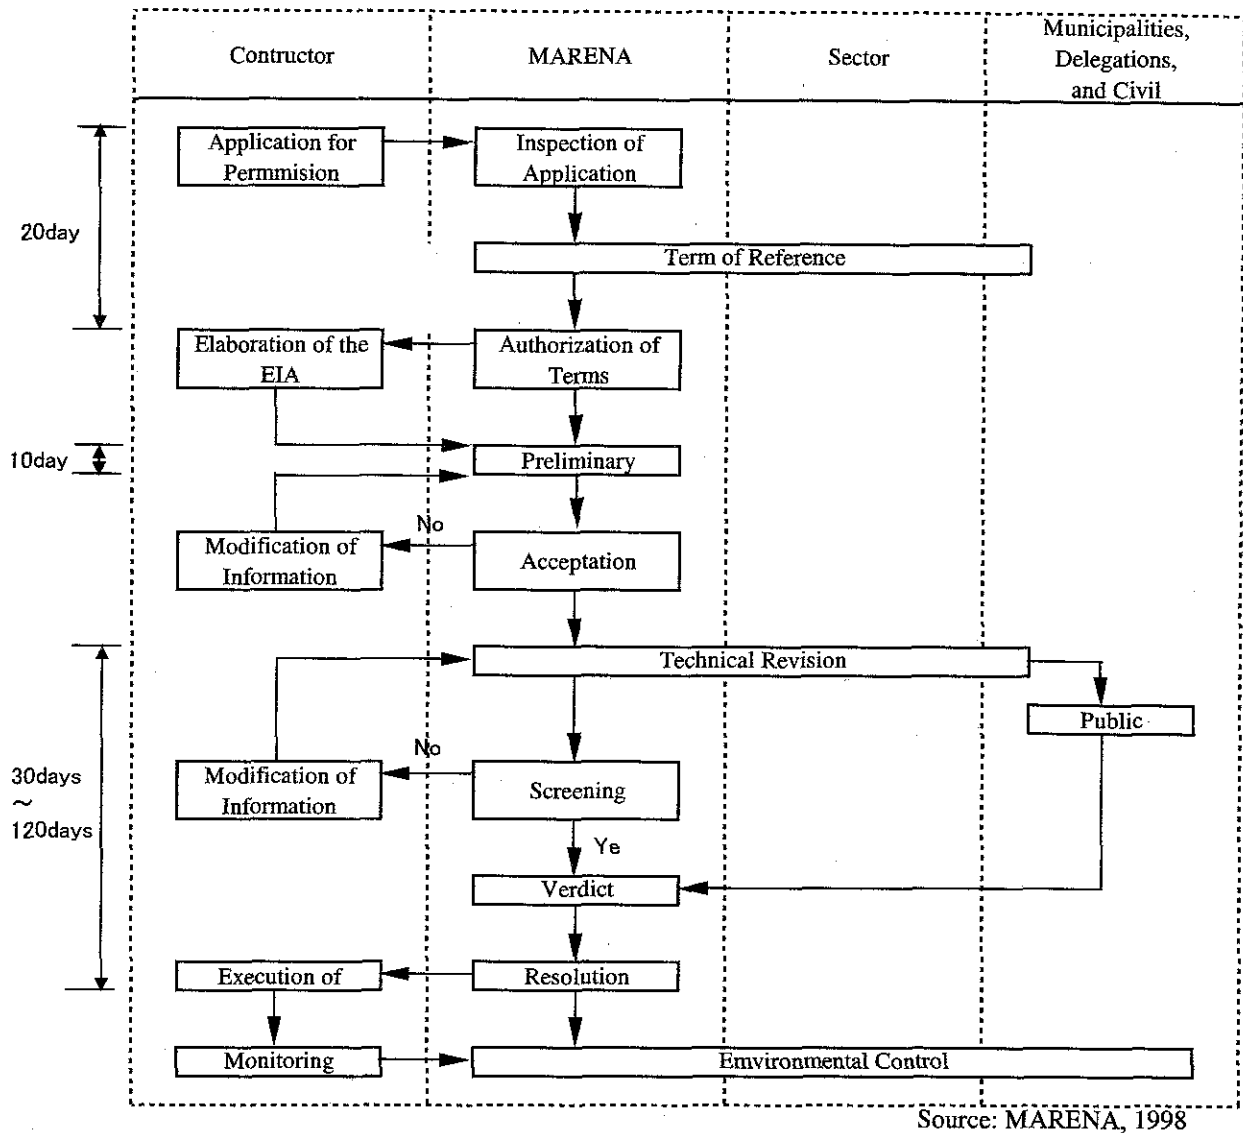 Contructor
MARENA
Sector
Municipalities,
Delegations,
and Civil
Application for
Permmision
Inspection of
Application
20day
Term of Reference
Elaboration of the
EIA
Authorization of
Terms
10day
Preliminary
No
Modification of
Information
Acceptation
Technical Revision
Public
No
Modification of
Information
Screening
30days
~
120days
Ye
Verdict
Execution of
Resolution
Monitoring
Emvironmental Control
Source: MARENA, 1998